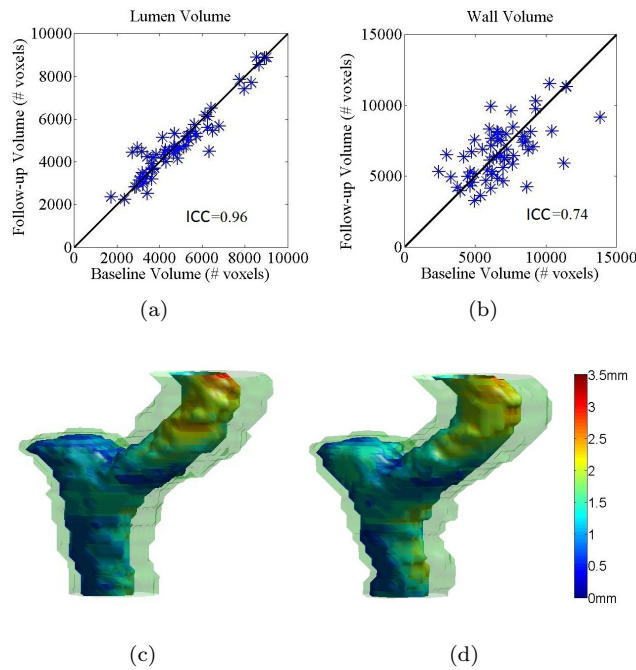 Lumen Volume
Wall Volume
10000
8000
6000
4000
2000
0
Follow-up Volume (# voxels)
ICC=0.96
0 2000 4000 6000 8000 10000
Baseline Volume (# voxels)
15000
10000
5000
0
Follow-up Volume (# voxels)
ICC=0.74
0 5000 10000 15000
Baseline Volume (# voxels)
(a)
(b)
3.5mm
3
2.5
2
1.5
1
0mm
(c)
(d)